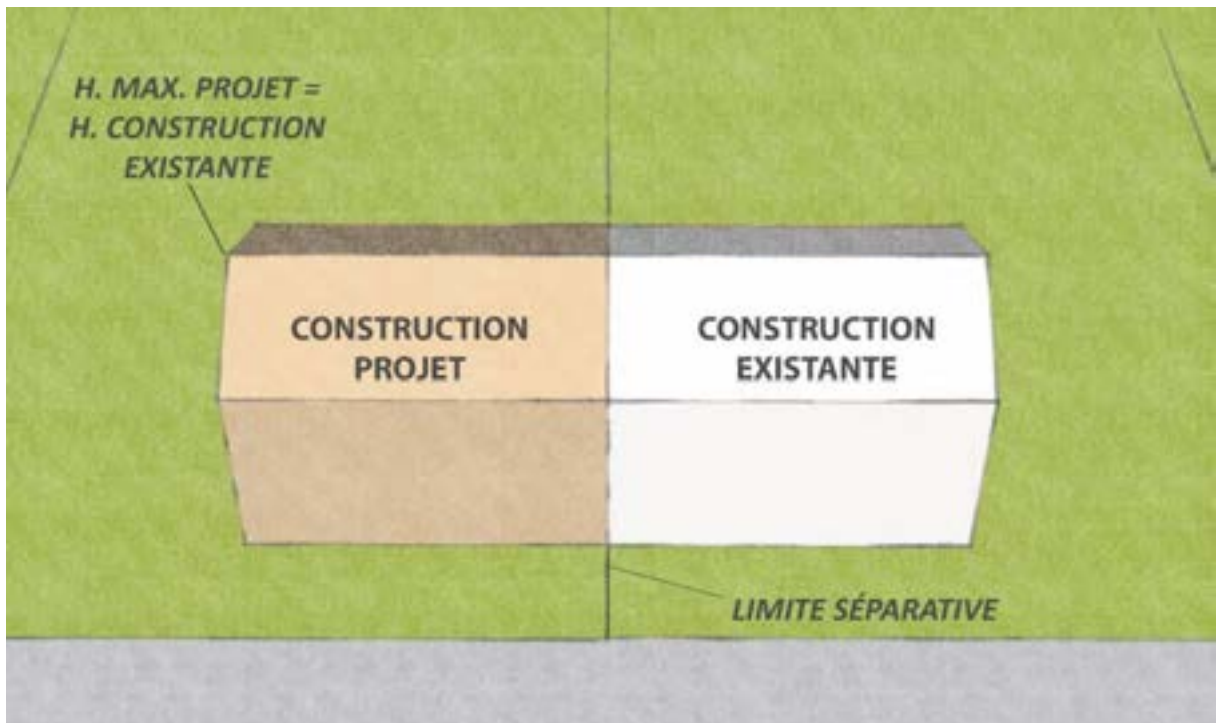 H. MAX. PROJET =
H. CONSTRUCTION
EXISTANTE
CONSTRUCTION
PROJET
CONSTRUCTION
EXISTANTE
LIMITE SÉPARATIVE